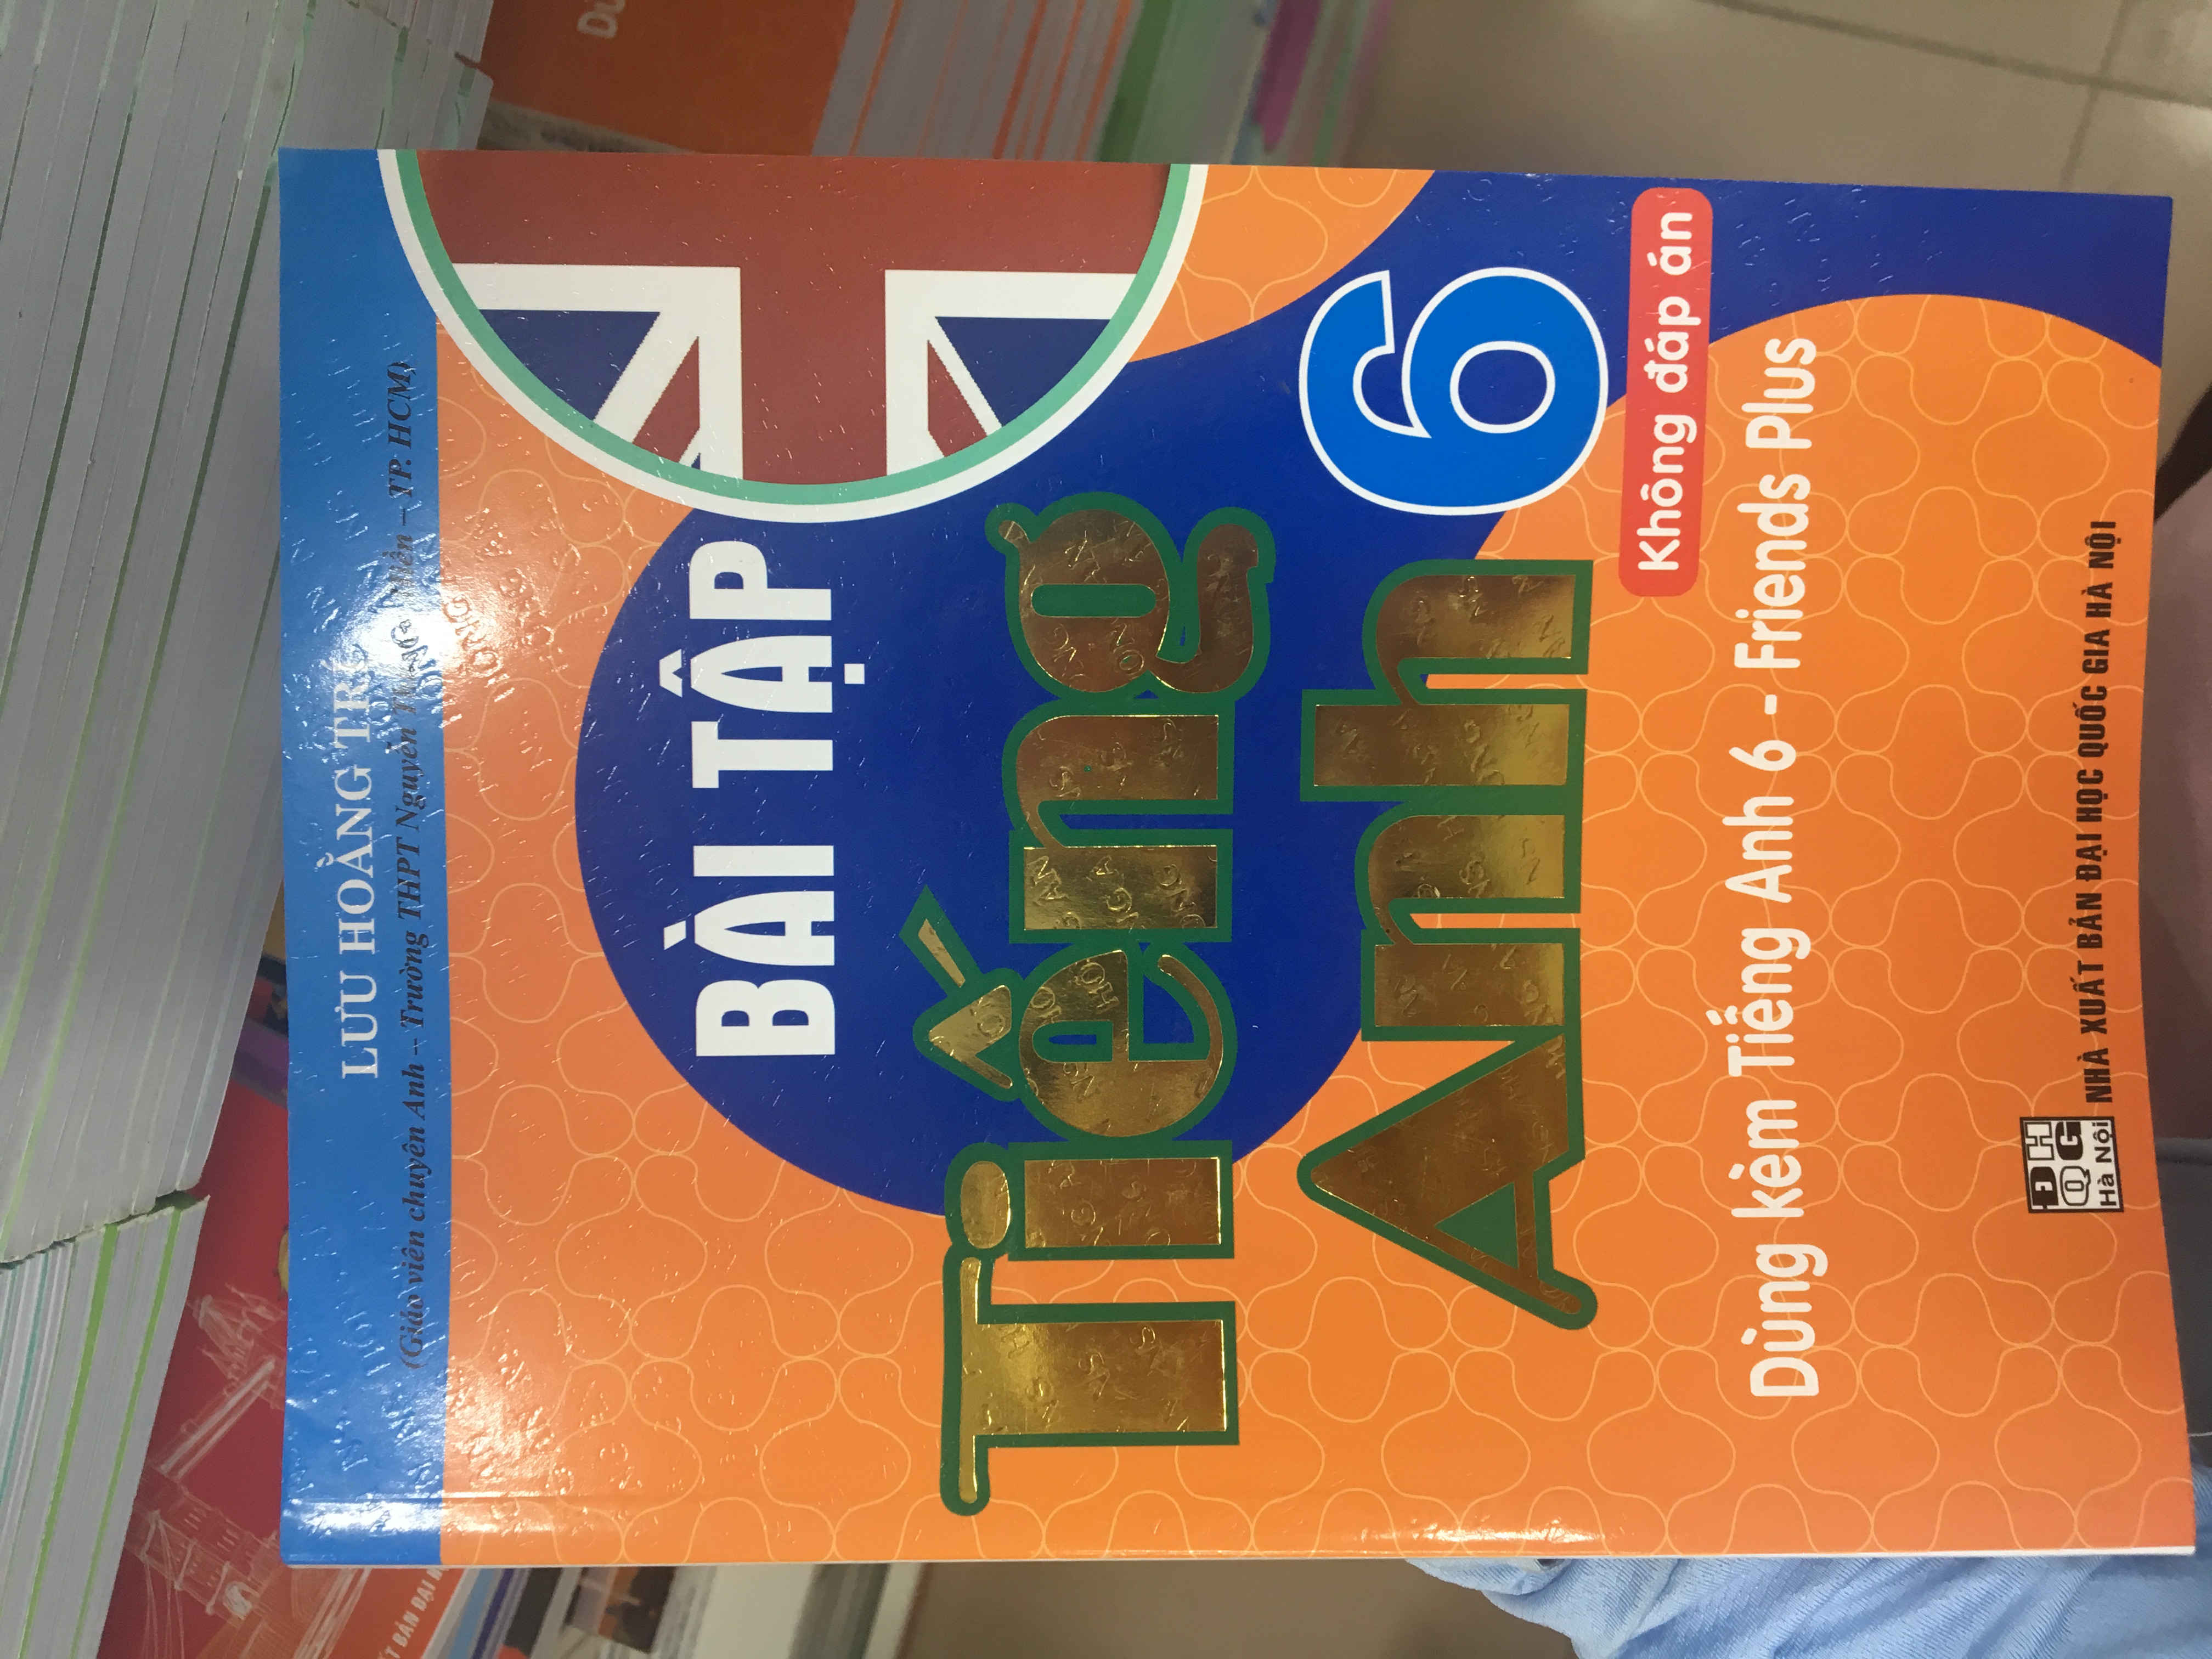 LƯU HOẰNG TRÍ
(Giáo viên chuyên Anh – Trường THPT Nguyễn Hiền – TP. HCM)
BÀI TẬP
Tiếng
Anh 6
Không đáp án
Dùng kèm Tiếng Anh 6 - Friends Plus
ĐH
QG
Hà Nội
NHÀ XUẤT BẢN ĐẠI HỌC QUỐC GIA HÀ NỘI